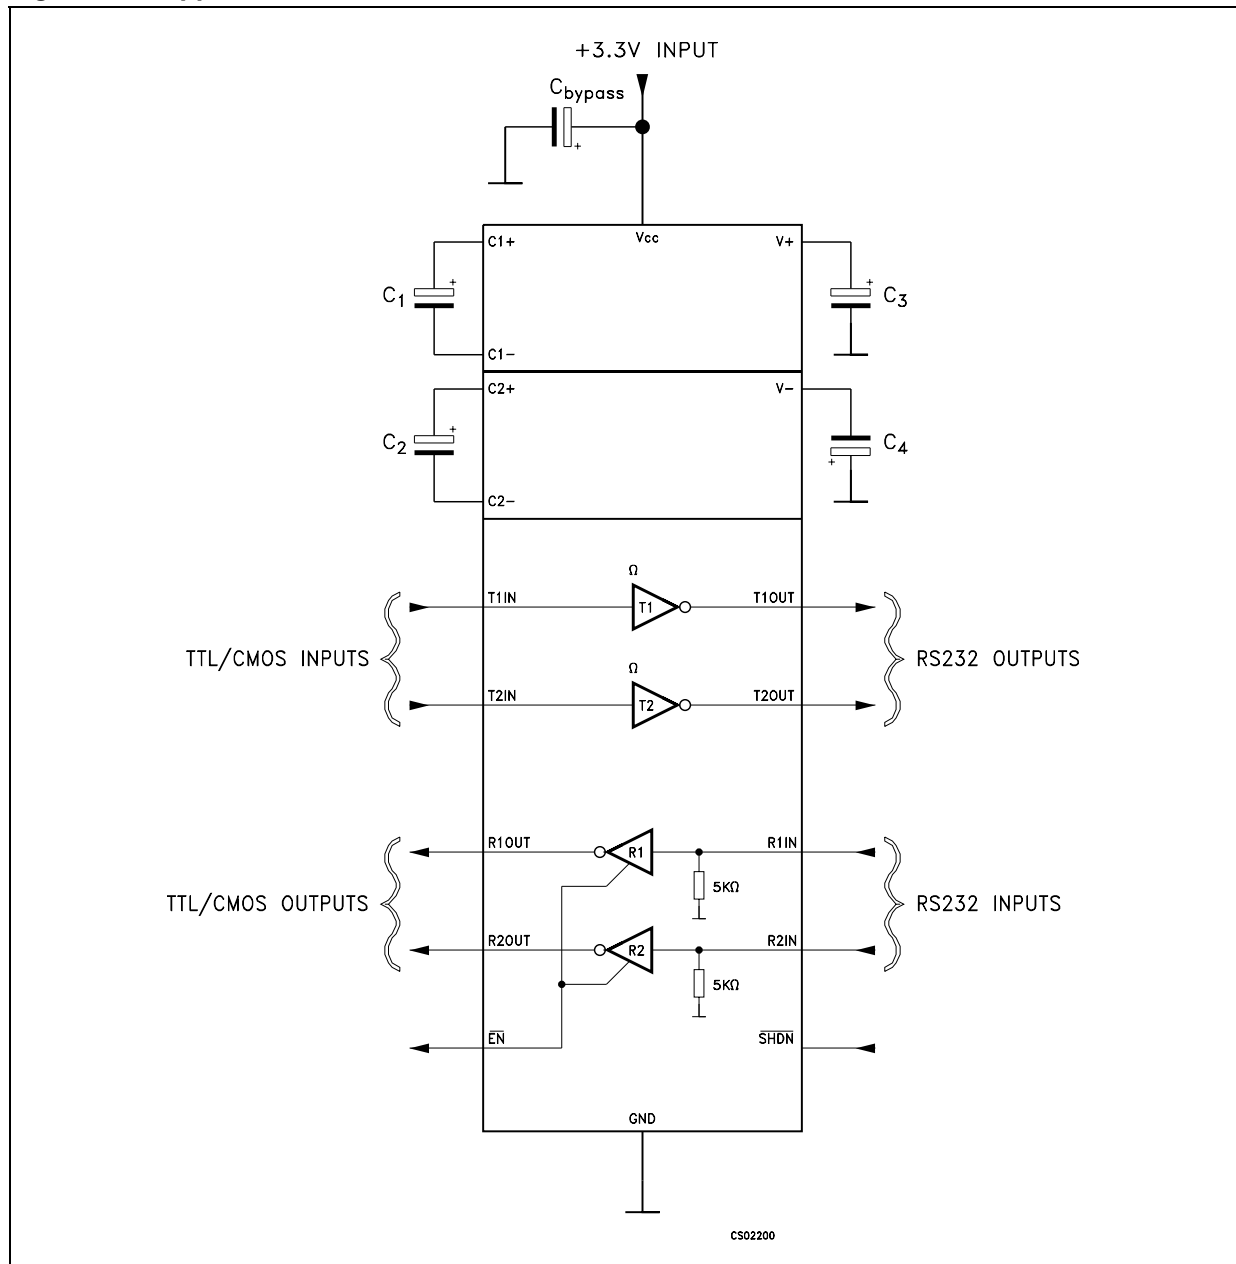 +3.3V INPUT
Cbypass
+
C1+
Vcc
V+
C1
+
+
C3
C1-
C2+
V-
C2
+
C4
+
C2-
Ω
T1IN
T1
T1OUT
TTL/CMOS INPUTS
RS232 OUTPUTS
Ω
T2IN
T2
T2OUT
R1OUT
R1
R1IN
5KΩ
TTL/CMOS OUTPUTS
RS232 INPUTS
R2OUT
R2
R2IN
5KΩ
EN
SHDN
GND
CS02200